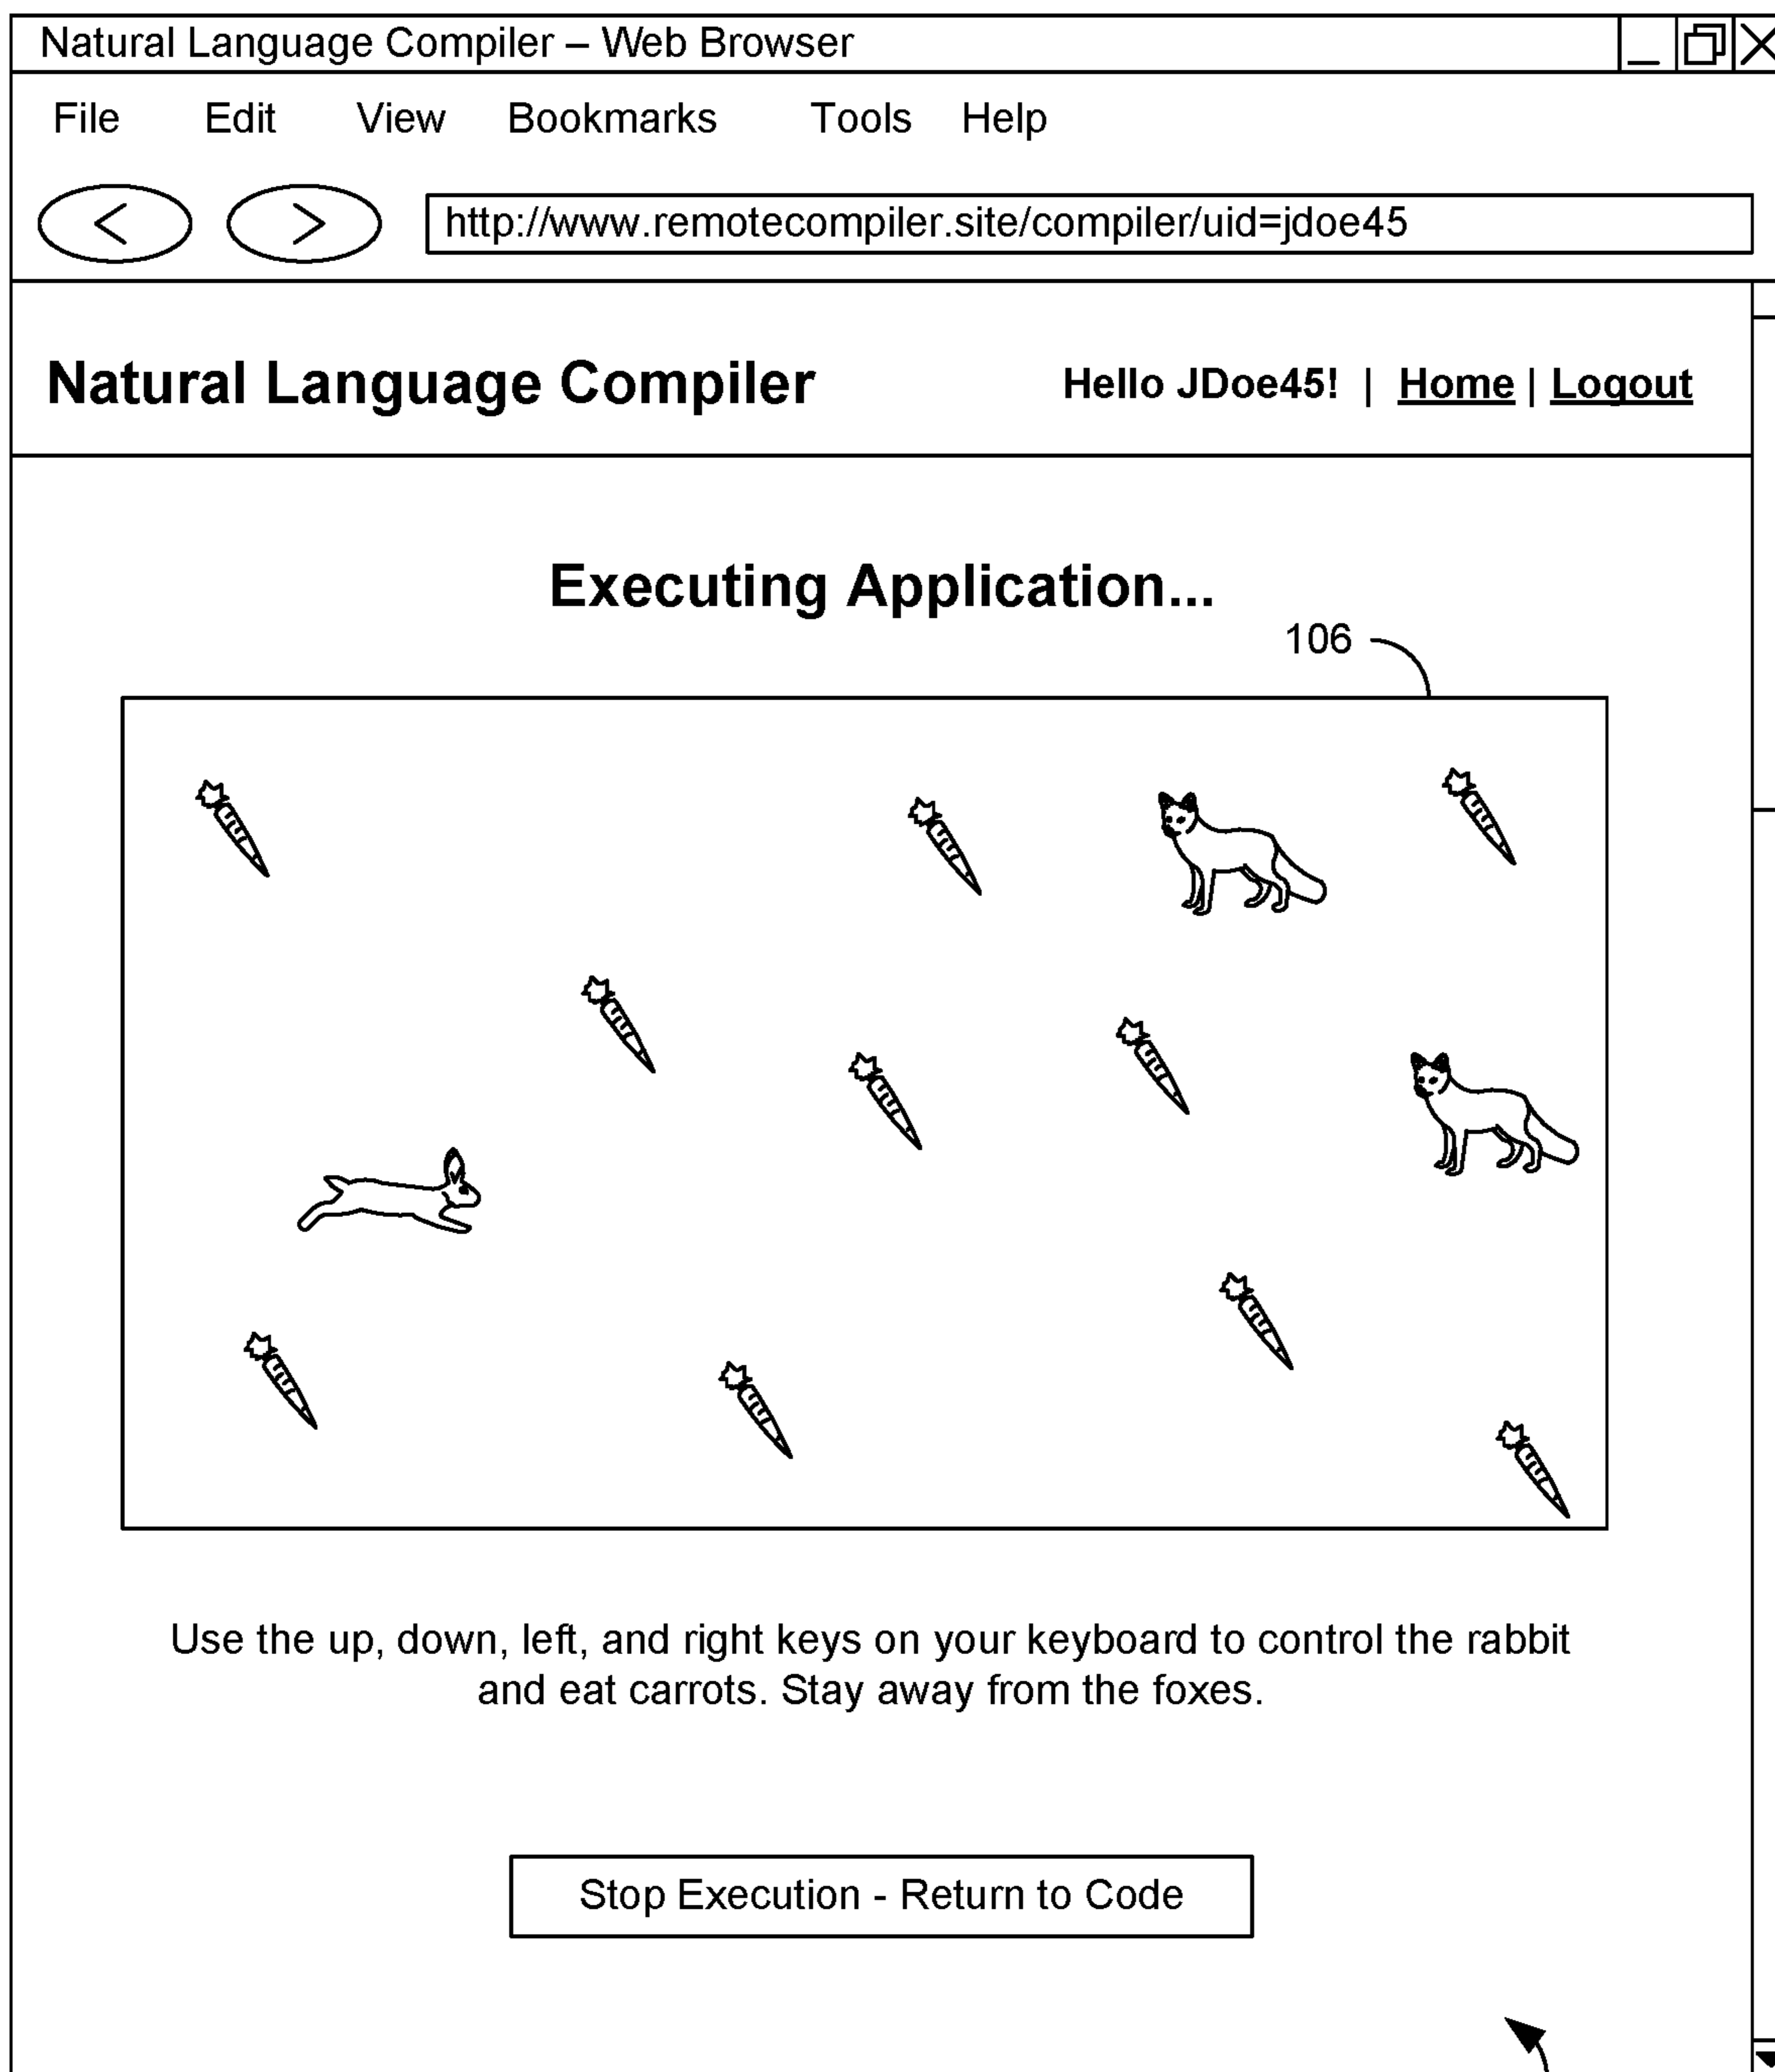 Natural Language Compiler – Web Browser
File Edit View Bookmarks Tools Help
http://www.remotecompiler.site/compiler/uid=jdoe45
Natural Language Compiler
Hello JDoe45! | Home | Logout
Executing Application...
106
Use the up, down, left, and right keys on your keyboard to control the rabbit
and eat carrots. Stay away from the foxes.
Stop Execution - Return to Code